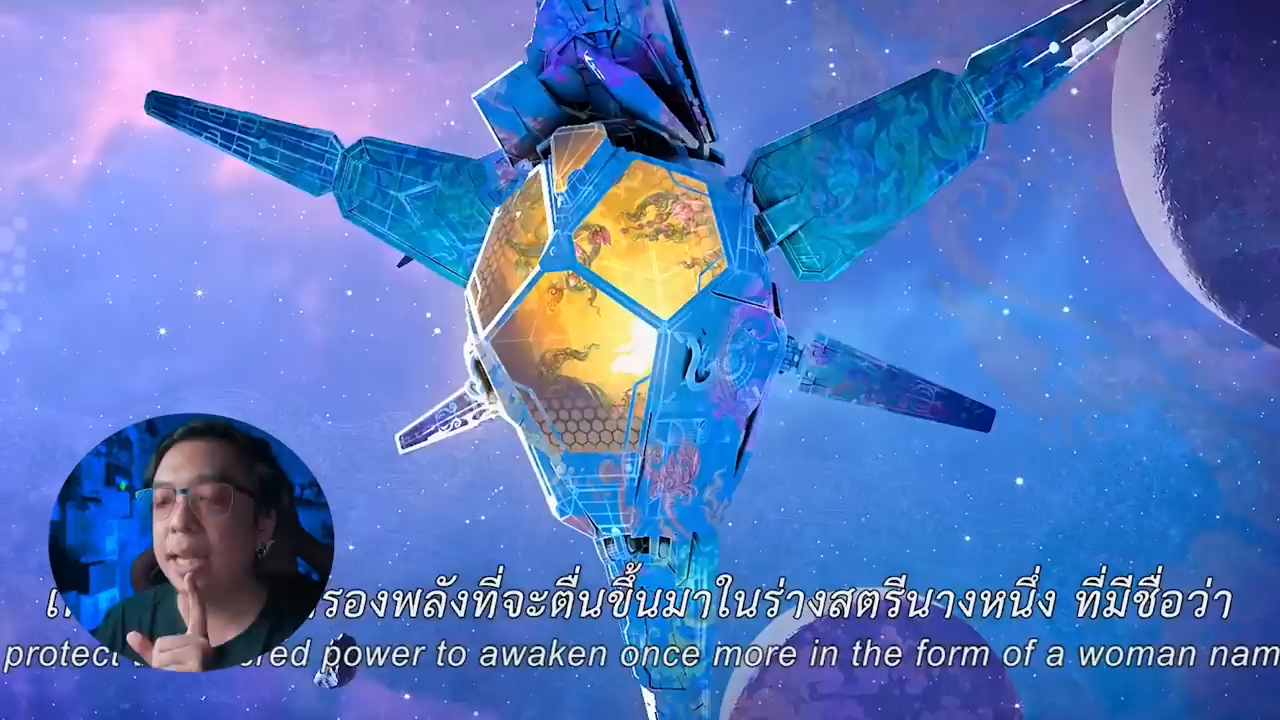 รองพลังที่จะตื่นขึ้นมาในร่างสตรีนางหนึ่ง ที่มีชื่อว่า
protect power to awaken once more in the form of a woman nam